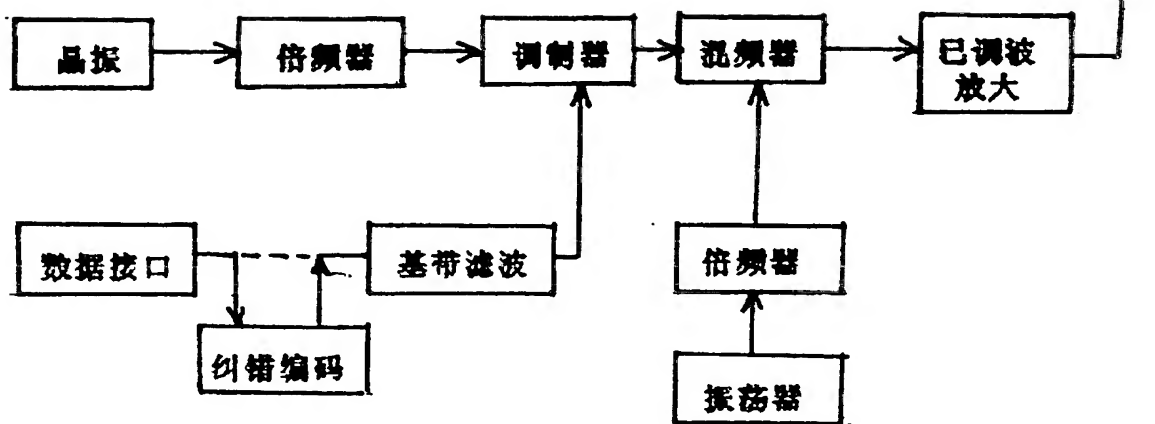 晶振
倍频器
调制器
混频器
已调波
放大
数据接口
基带滤波
倍频器
纠错编码
振荡器